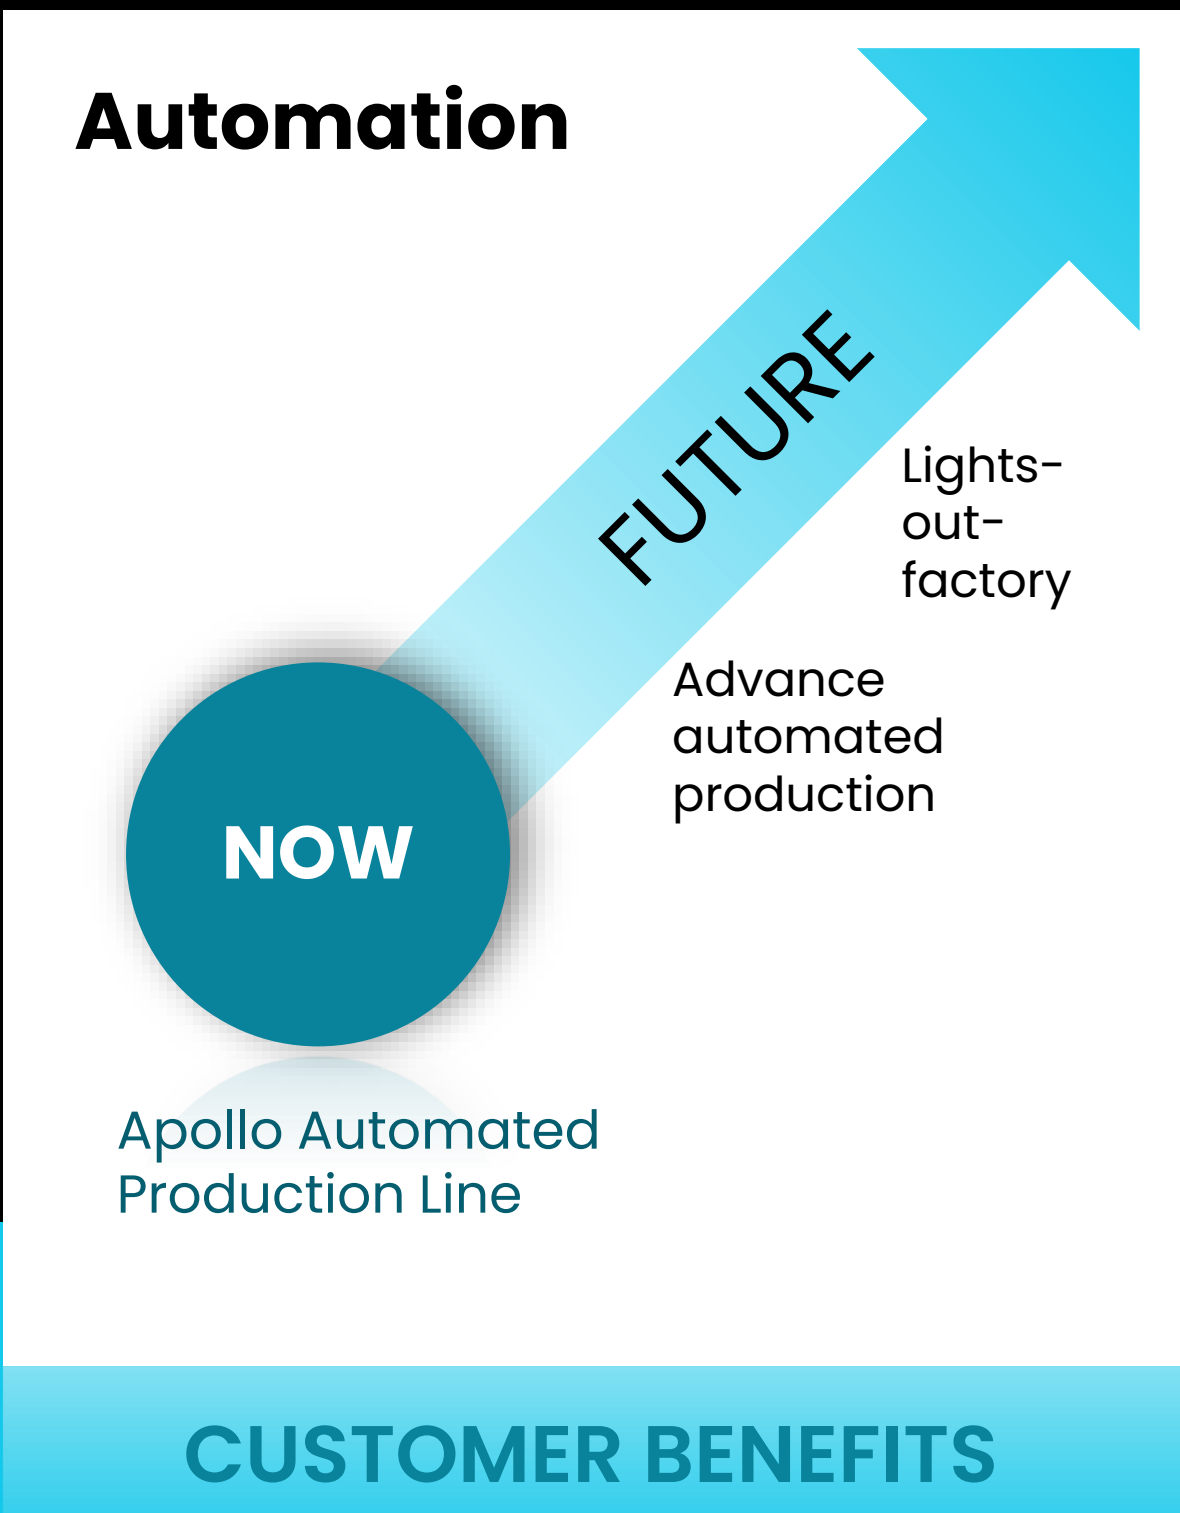 Automation
FUTURE
Lights-
out-
factory
Advance
automated
production
NOW
Apollo Automated
Production Line
CUSTOMER BENEFITS